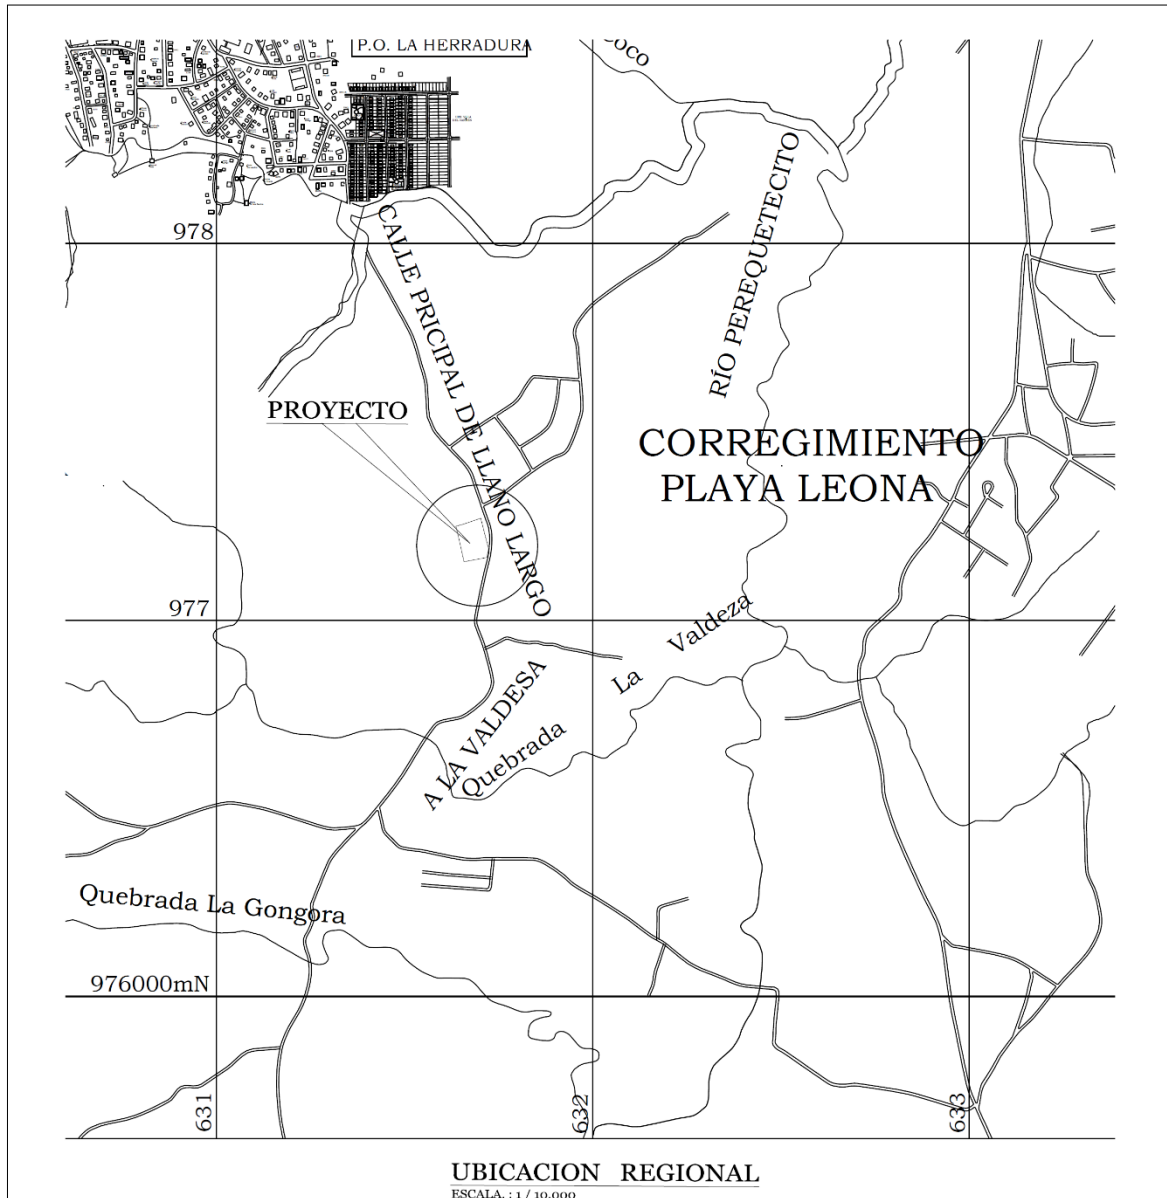 P.O. LA HERRADURA
COCO
978
CALLE PRICIPAL DE LLANO LARGO
RÍO PEREQUETECITO
PROYECTO
CORREGIMIENTO
PLAYA LEONA
977
La Valdeza
A LA VALDESA
Quebrada
Quebrada La Gongora
976000mN
631
632
633
UBICACION REGIONAL
ESCALA. : 1 / 10,000